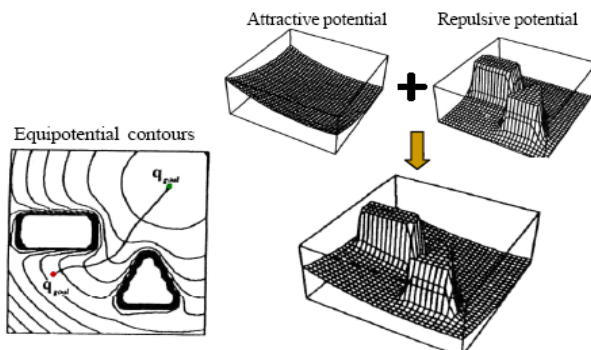 Attractive potential
Repulsive potential
+
Equipotential contours
q goal
q goal